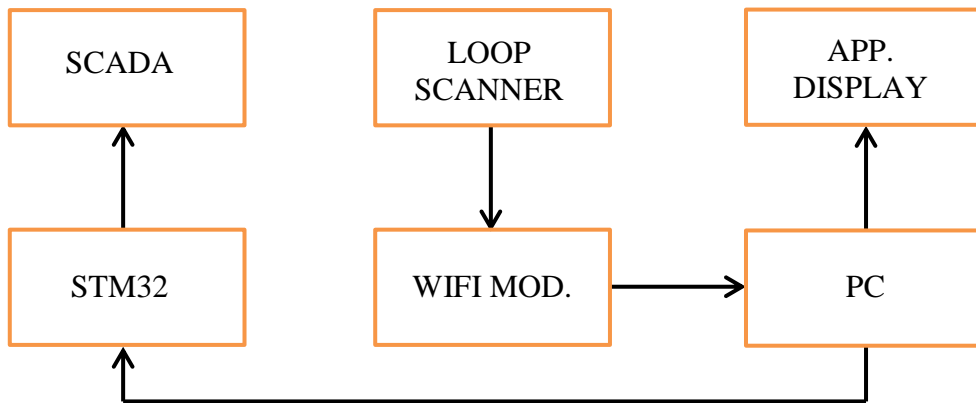 SCADA
LOOP
SCANNER
APP.
DISPLAY
STM32
WIFI MOD.
PC